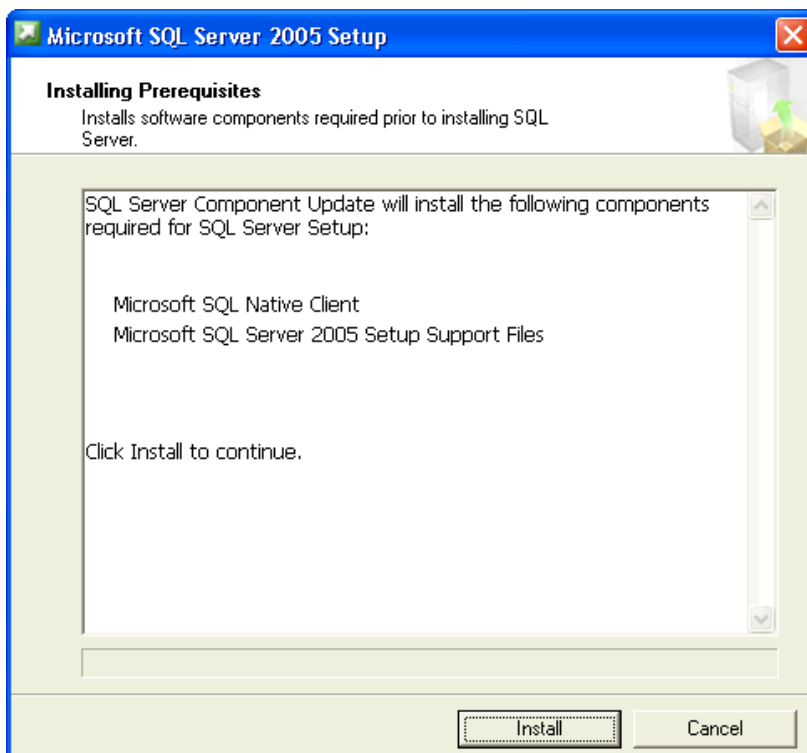 Microsoft SQL Server 2005 Setup
Installing Prerequisites
Installs software components required prior to installing SQL
Server.
SQL Server Component Update will install the following components
required for SQL Server Setup:
Microsoft SQL Native Client
Microsoft SQL Server 2005 Setup Support Files
Click Install to continue.
Install
Cancel